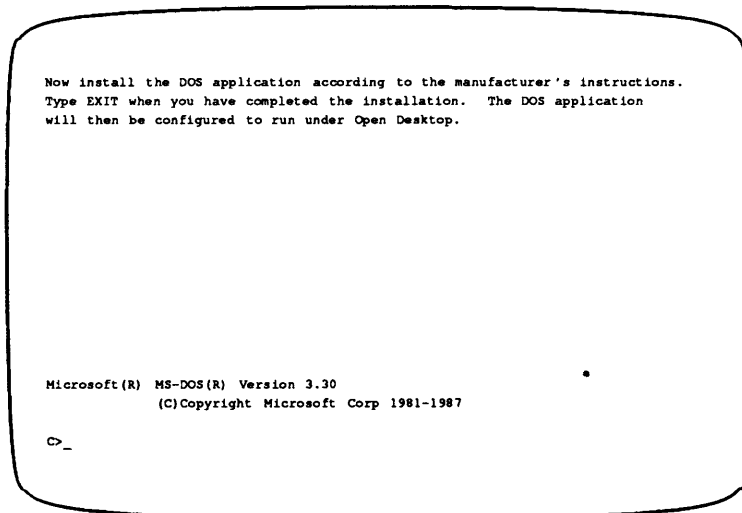 Now install the DOS application according to the manufacturer's instructions.
Type EXIT when you have completed the installation. The DOS application
will then be configured to run under Open Desktop.
Microsoft(R) MS-DOS(R) Version 3.30
(C)Copyright Microsoft Corp 1981-1987
C>_